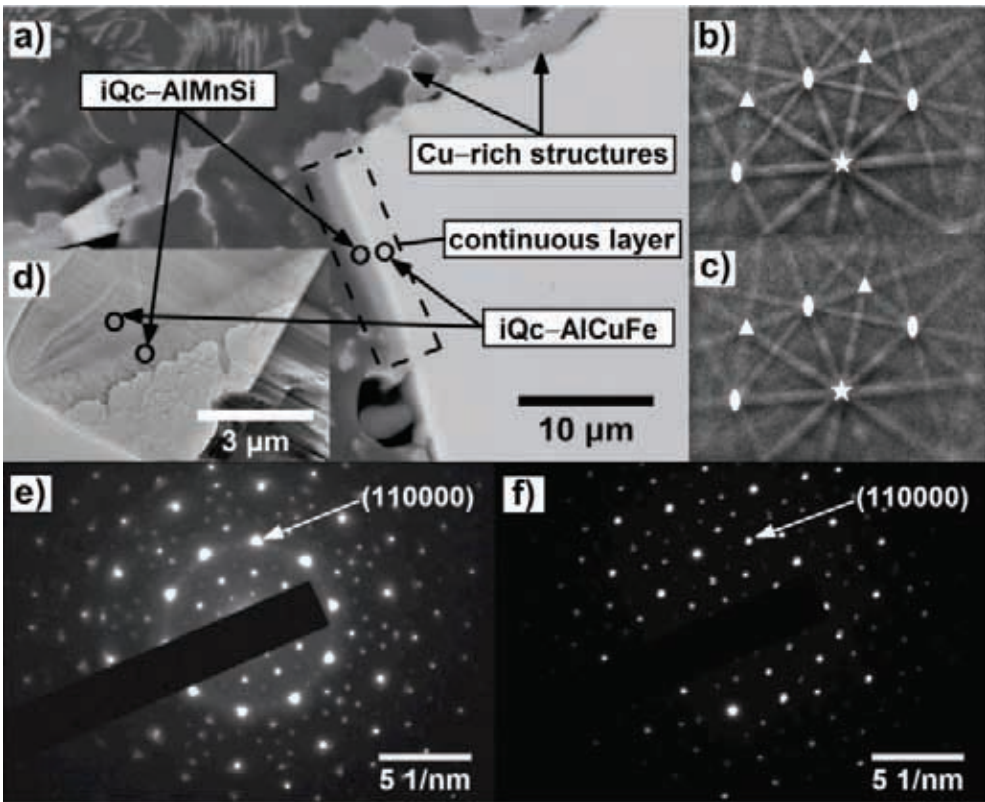 a)
iQc–AlMnSi
Cu–rich structures
continuous layer
iQc–AlCuFe
10 µm
b)
c)
d)
3 µm
e)
(110000)
5 1/nm
f)
(110000)
5 1/nm